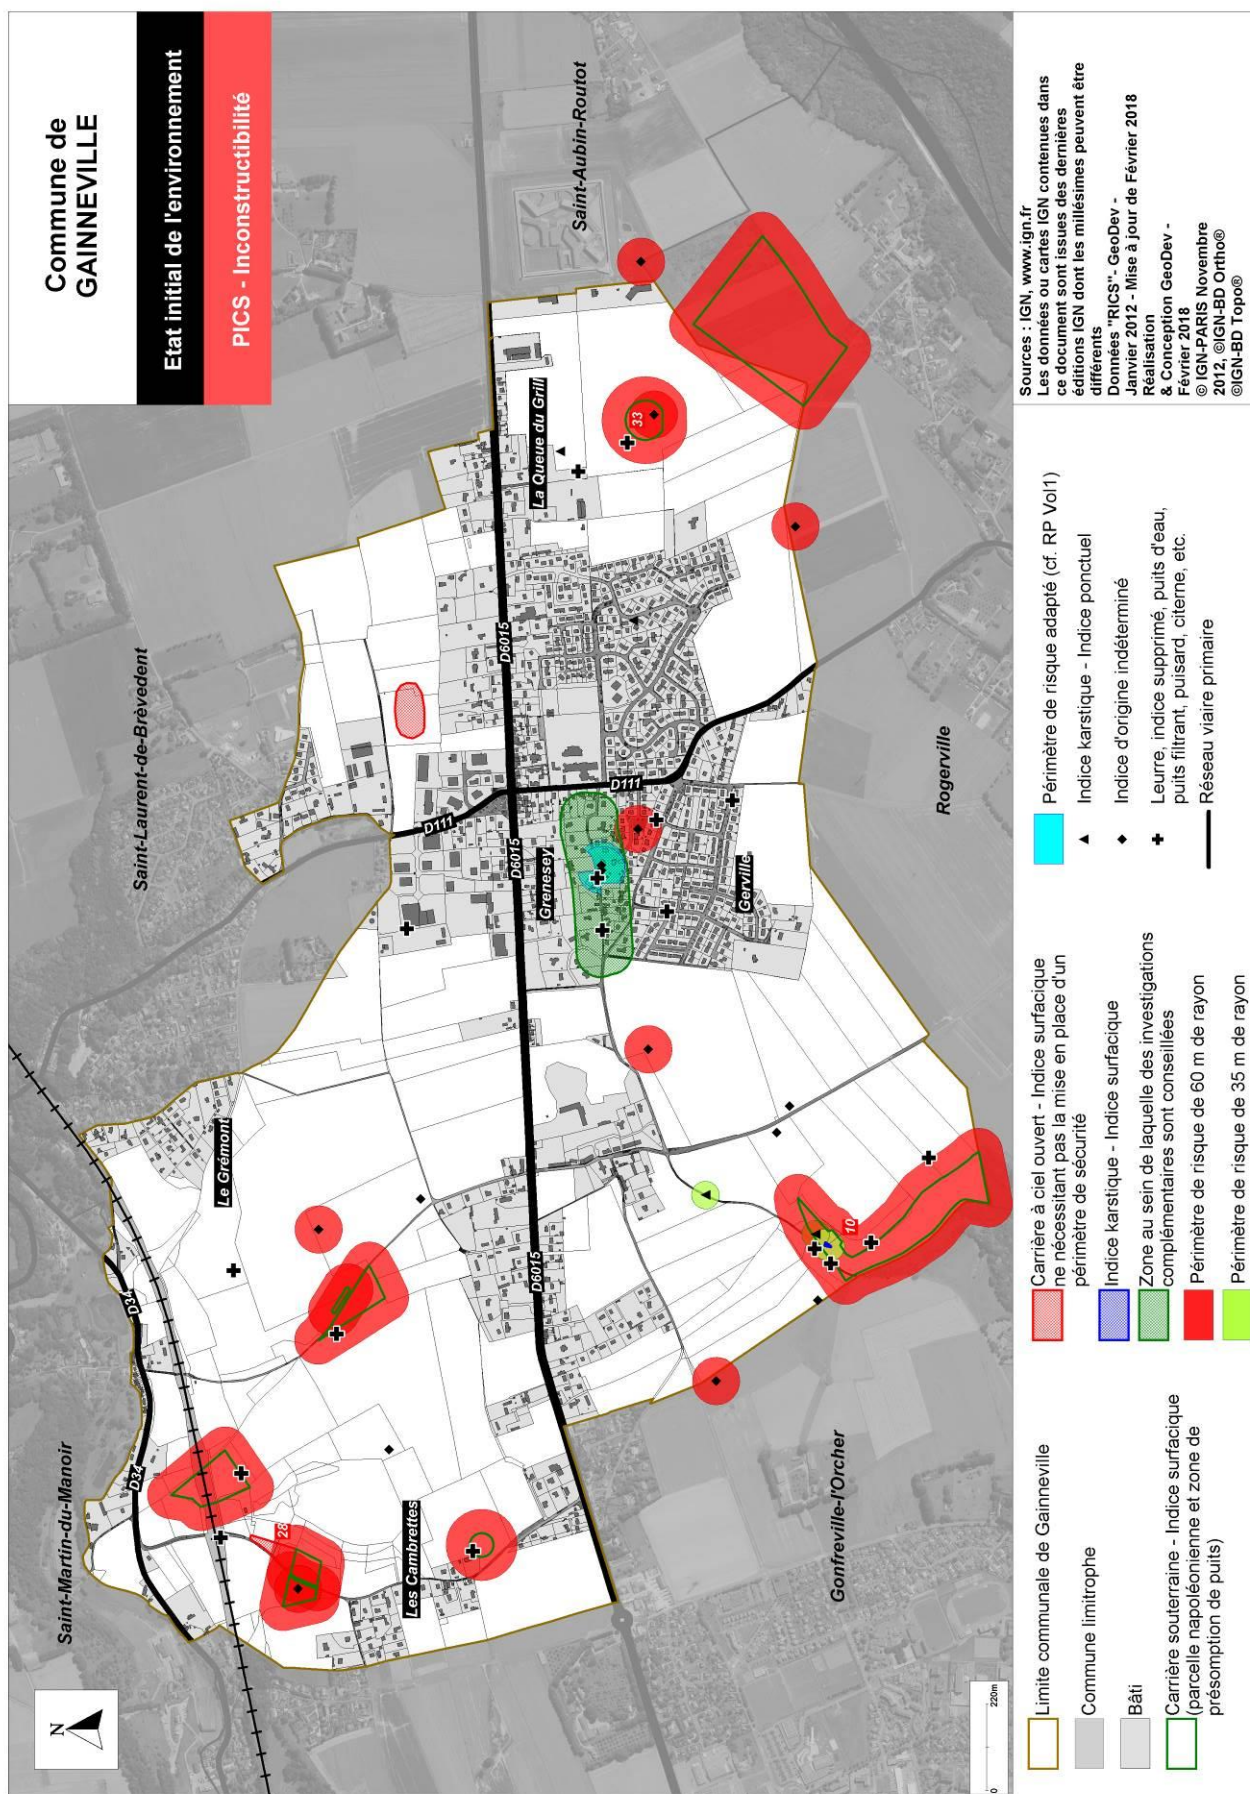 Commune de
GAINNEVILLE
Etat initial de l'environnement
PICS - Inconstructibilité
N
Saint-Martin-du-Manoir
Saint-Laurent-de-Brèvedent
Saint-Aubin-Routot
Rogerville
Gonfreville-l'Orcher
D34
D34
Le Grémont
Les Cambrettes
28
D111
D111
D6015
D6015
D6015
Grenesey
Gerville
La Queue du Grill
33
10
0
220m
Limite communale de Gainneville
Commune limitrophe
Bâti
Carrière souterraine - Indice surfacique
(parcelle napoléonienne et zone de
présomption de puits)
Carrière à ciel ouvert - Indice surfacique
ne nécessitant pas la mise en place d'un
périmètre de sécurité
Indice karstique - Indice surfacique
Zone au sein de laquelle des investigations
complémentaires sont conseillées
Périmètre de risque de 60 m de rayon
Périmètre de risque de 35 m de rayon
Périmètre de risque adapté (cf. RP Vol1)
Indice karstique - Indice ponctuel
Indice d'origine indéterminé
Leurre, indice supprimé, puits d'eau,
puits filtrant, puisard, citerne, etc.
Réseau viaire primaire
Sources : IGN, www.ign.fr
Les données ou cartes IGN contenues dans
ce document sont issues des dernières
éditions IGN dont les millésimes peuvent être
différents
Données "RICS"- GeoDev -
Janvier 2012 - Mise à jour de Février 2018
Réalisation
& Conception GeoDev -
Février 2018
© IGN-PARIS Novembre
2012, ©IGN-BD Ortho®
©IGN-BD Topo®